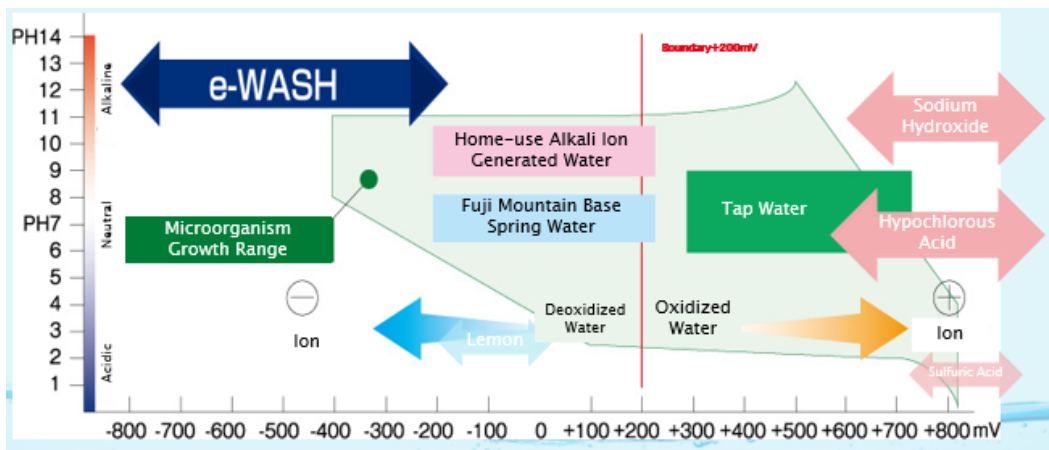 PH14
13
12
11
10
9
8
PH7
6
5
4
3
2
1
Alkaline
Neutral
Acidic
e-WASH
Boundary+200mV
Sodium
Hydroxide
Home-use Alkali Ion
Generated Water
Fuji Mountain Base
Spring Water
Tap Water
Hypochlorous
Acid
Microorganism
Growth Range
−
Ion
Lemon
Deoxidized
Water
Oxidized
Water
+
Ion
Sulfuric Acid
-800 -700 -600 -500 -400 -300 -200 -100 0 +100 +200 +300 +400 +500 +600 +700 +800 mV